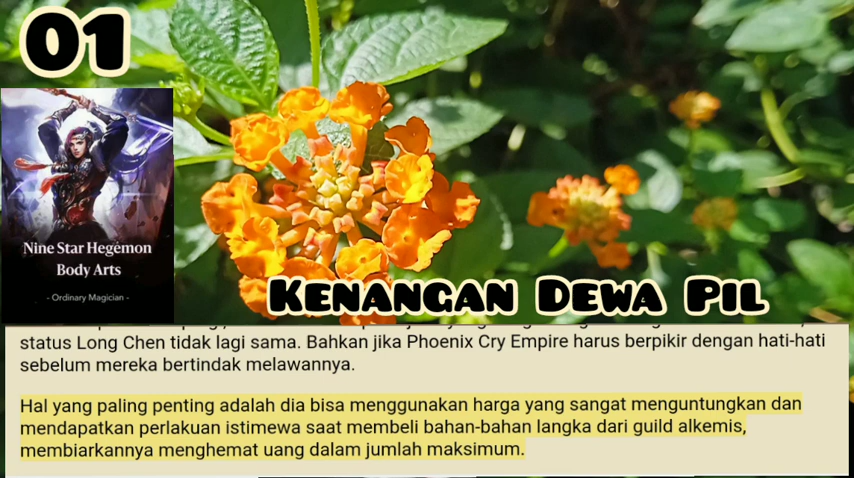 01
Nine Star Hegemon
Body Arts
- Ordinary Magician -
KENANGAN DEWA PIL
status Long Chen tidak lagi sama. Bahkan jika Phoenix Cry Empire harus berpikir dengan hati-hati
sebelum mereka bertindak melawannya.
Hal yang paling penting adalah dia bisa menggunakan harga yang sangat menguntungkan dan
mendapatkan perlakuan istimewa saat membeli bahan-bahan langka dari guild alkemis,
membiarkannya menghemat uang dalam jumlah maksimum.